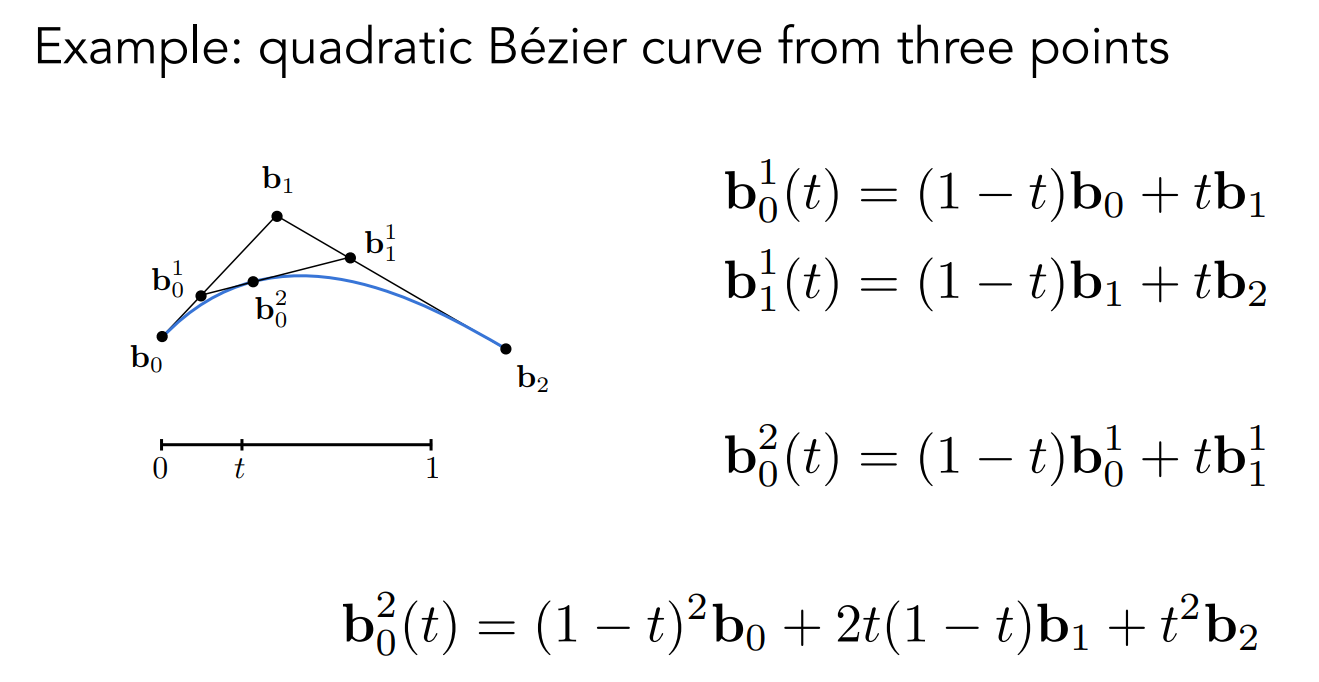 Example: quadratic Bézier curve from three points
b₁
b₁¹
b₀¹
b₀²
b₀
b₂
0 t 1
b₀¹(t) = (1 − t)b₀ + tb₁
b₁¹(t) = (1 − t)b₁ + tb₂
b₀²(t) = (1 − t)b₀¹ + tb₁¹
b₀²(t) = (1 − t)²b₀ + 2t(1 − t)b₁ + t²b₂